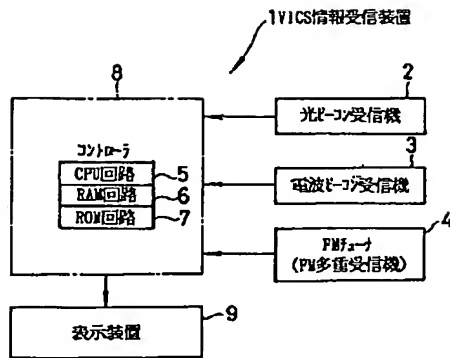 1 VICS情報受信装置
8
2
光ビーコン受信機
コントローラ
3
CPU回路
5
RAM回路
6
電波ビーコン受信機
ROM回路
7
4
FMチューナ
(FM多重受信機)
9
表示装置